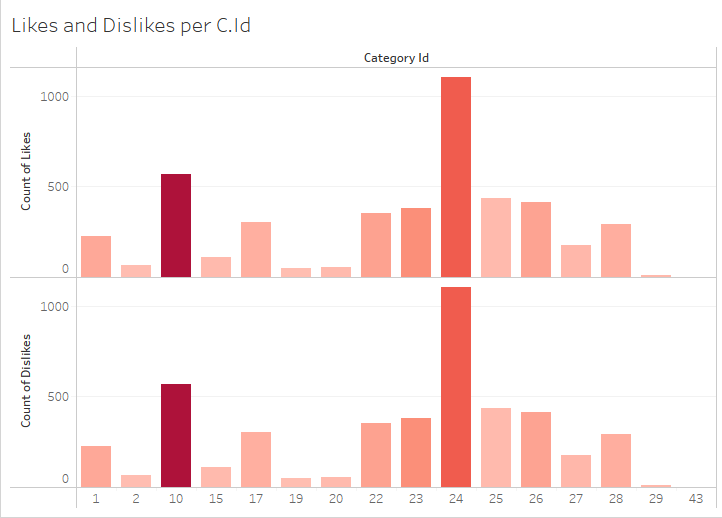 Likes and Dislikes per C.Id
Category Id
Count of Likes
1000
500
0
Count of Dislikes
1000
500
0
1 2 10 15 17 19 20 22 23 24 25 26 27 28 29 43